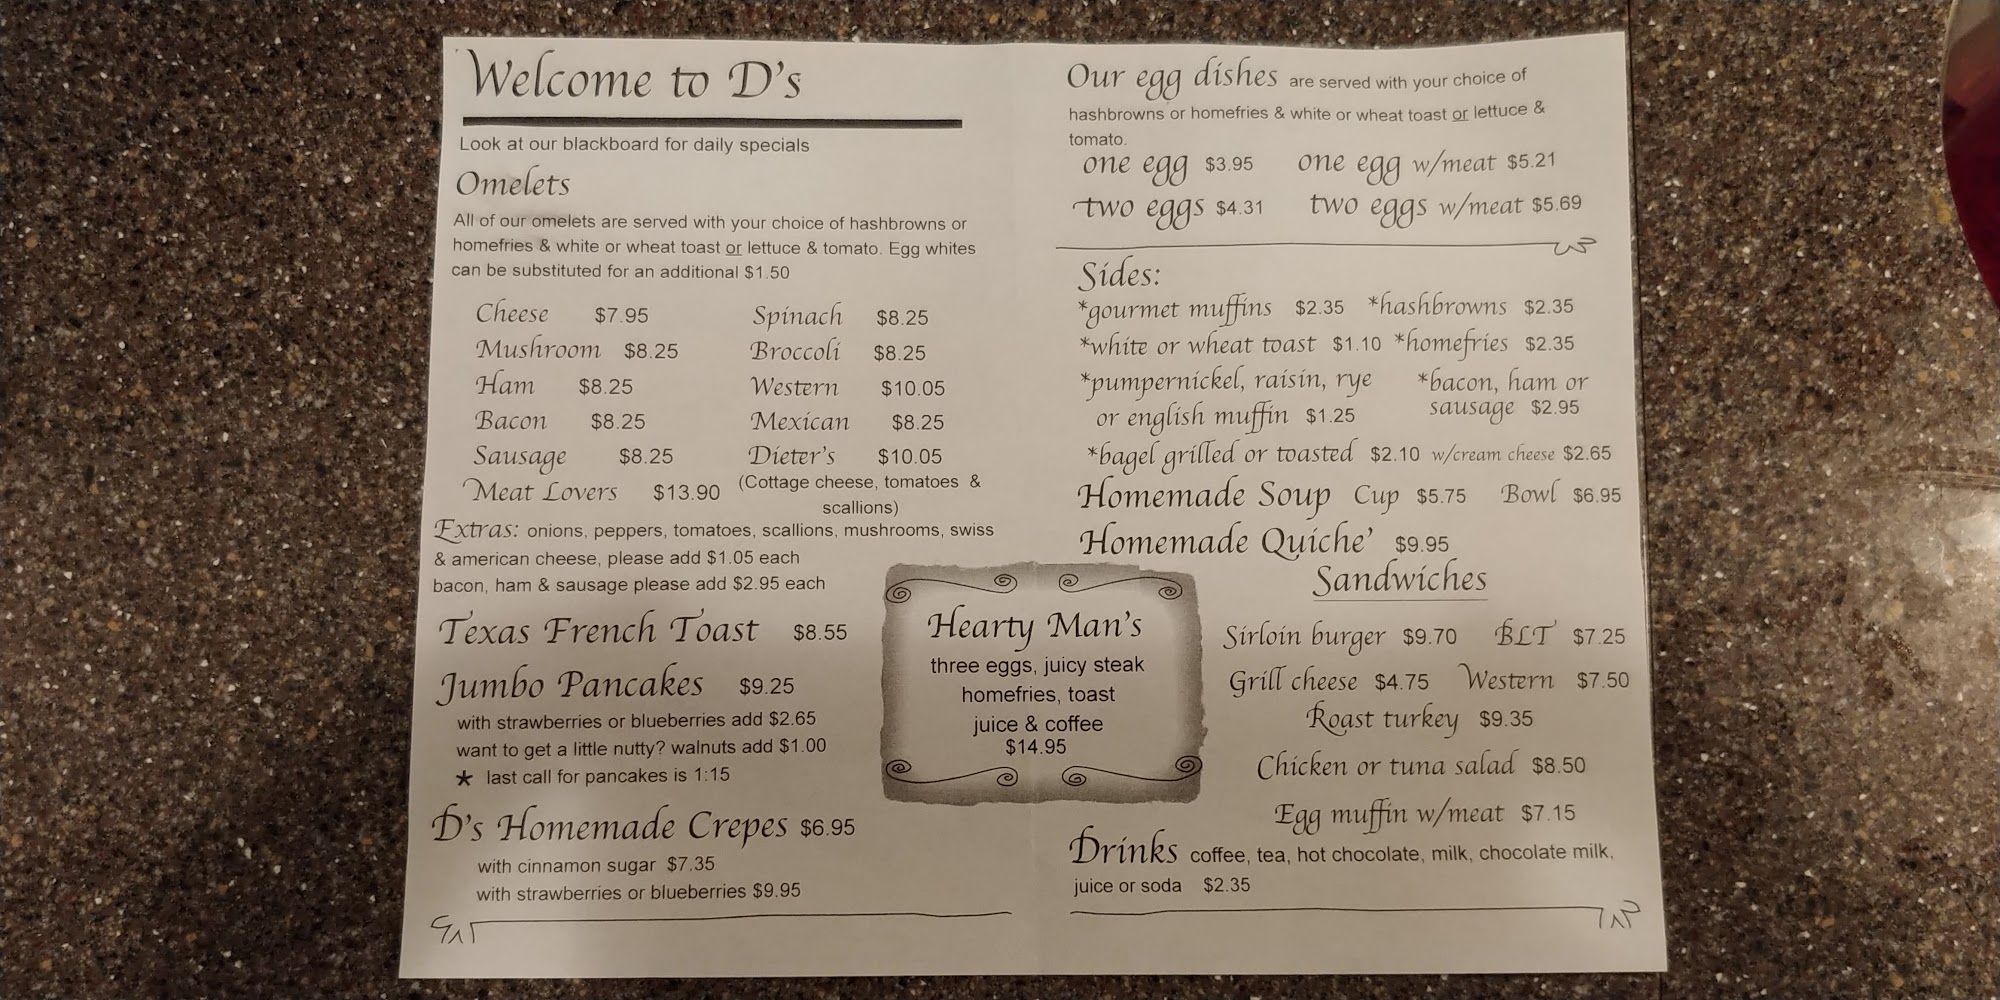 Welcome to D's
Look at our blackboard for daily specials
Omelets
All of our omelets are served with your choice of hashbrowns or
homefries & white or wheat toast or lettuce & tomato. Egg whites
can be substituted for an additional $1.50
Cheese $7.95 Spinach $8.25
Mushroom $8.25 Broccoli $8.25
Ham $8.25 Western $10.05
Bacon $8.25 Mexican $8.25
Sausage $8.25 Dieter's $10.05
Meat Lovers $13.90 (Cottage cheese, tomatoes &
scallions)
Extras: onions, peppers, tomatoes, scallions, mushrooms, swiss
& american cheese, please add $1.05 each
bacon, ham & sausage please add $2.95 each
Texas French Toast $8.55
Jumbo Pancakes $9.25
with strawberries or blueberries add $2.65
want to get a little nutty? walnuts add $1.00
* last call for pancakes is 1:15
D's Homemade Crepes $6.95
with cinnamon sugar $7.35
with strawberries or blueberries $9.95
Hearty Man's
three eggs, juicy steak
homefries, toast
juice & coffee
$14.95
Our egg dishes are served with your choice of
hashbrowns or homefries & white or wheat toast or lettuce &
tomato.
one egg $3.95 one egg w/meat $5.21
two eggs $4.31 two eggs w/meat $5.69
Sides:
*gourmet muffins $2.35 *hashbrowns $2.35
*white or wheat toast $1.10 *homefries $2.35
*pumpernickel, raisin, rye *bacon, ham or
or english muffin $1.25 sausage $2.95
*bagel grilled or toasted $2.10 w/cream cheese $2.65
Homemade Soup Cup $5.75 Bowl $6.95
Homemade Quiche' $9.95
Sandwiches
Sirloin burger $9.70 BLT $7.25
Grill cheese $4.75 Western $7.50
Roast turkey $9.35
Chicken or tuna salad $8.50
Egg muffin w/meat $7.15
Drinks coffee, tea, hot chocolate, milk, chocolate milk,
juice or soda $2.35